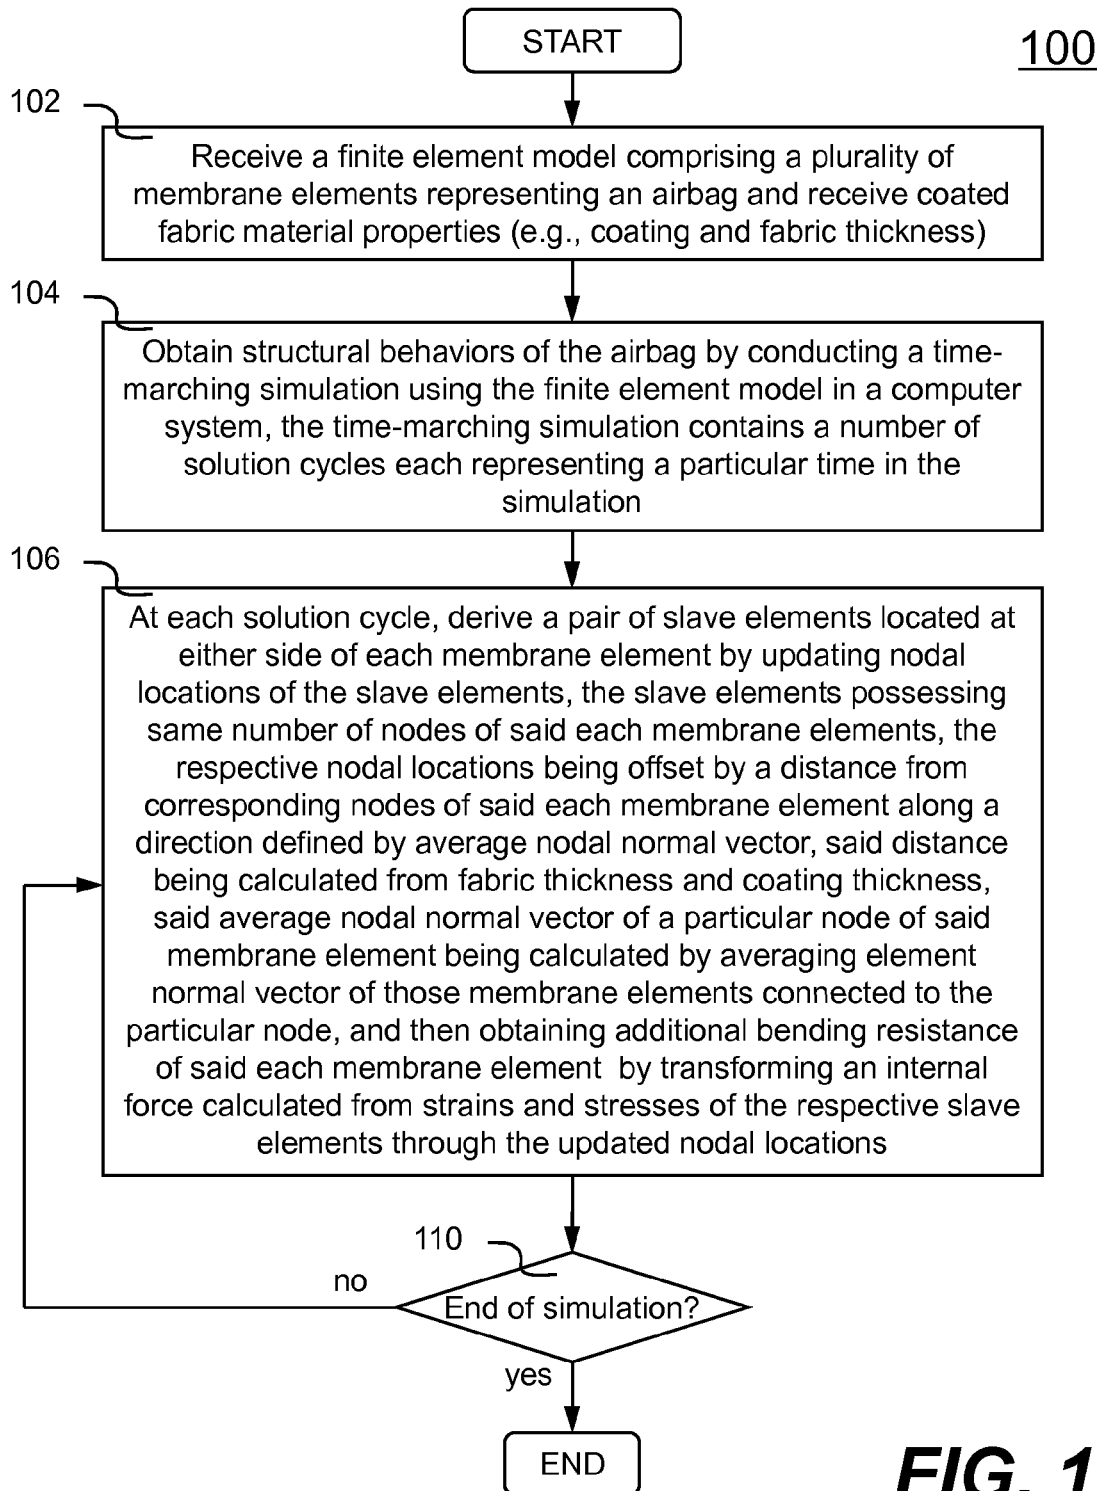 START
100
102
Receive a finite element model comprising a plurality of
membrane elements representing an airbag and receive coated
fabric material properties (e.g., coating and fabric thickness)
104
Obtain structural behaviors of the airbag by conducting a time-
marching simulation using the finite element model in a computer
system, the time-marching simulation contains a number of
solution cycles each representing a particular time in the
simulation
106
At each solution cycle, derive a pair of slave elements located at
either side of each membrane element by updating nodal
locations of the slave elements, the slave elements possessing
same number of nodes of said each membrane elements, the
respective nodal locations being offset by a distance from
corresponding nodes of said each membrane element along a
direction defined by average nodal normal vector, said distance
being calculated from fabric thickness and coating thickness,
said average nodal normal vector of a particular node of said
membrane element being calculated by averaging element
normal vector of those membrane elements connected to the
particular node, and then obtaining additional bending resistance
of said each membrane element by transforming an internal
force calculated from strains and stresses of the respective slave
elements through the updated nodal locations
110
no
End of simulation?
yes
END
FIG. 1